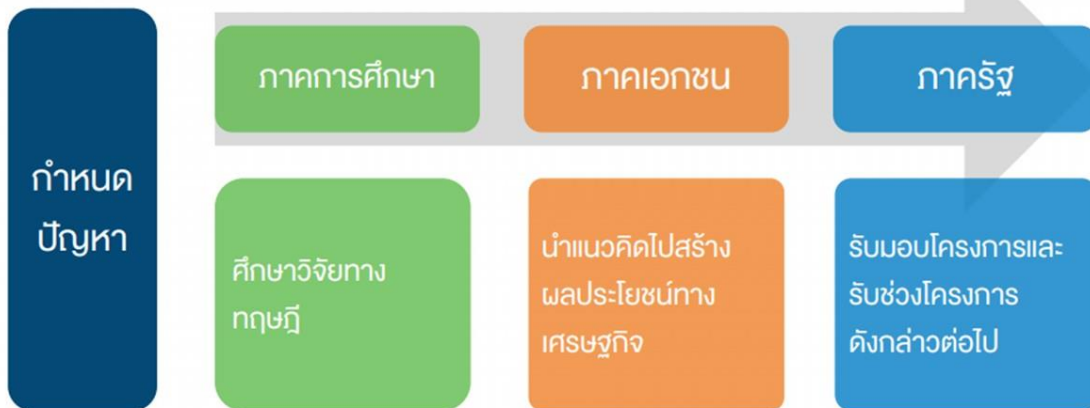 กำหนด
ปัญหา
ภาคการศึกษา
ภาคเอกชน
ภาครัฐ
ศึกษาวิจัยทาง
ทฤษฎี
นำแนวคิดไปสร้าง
ผลประโยชน์ทาง
เศรษฐกิจ
รับมอบโครงการและ
รับช่วงโครงการ
ดังกล่าวต่อไป